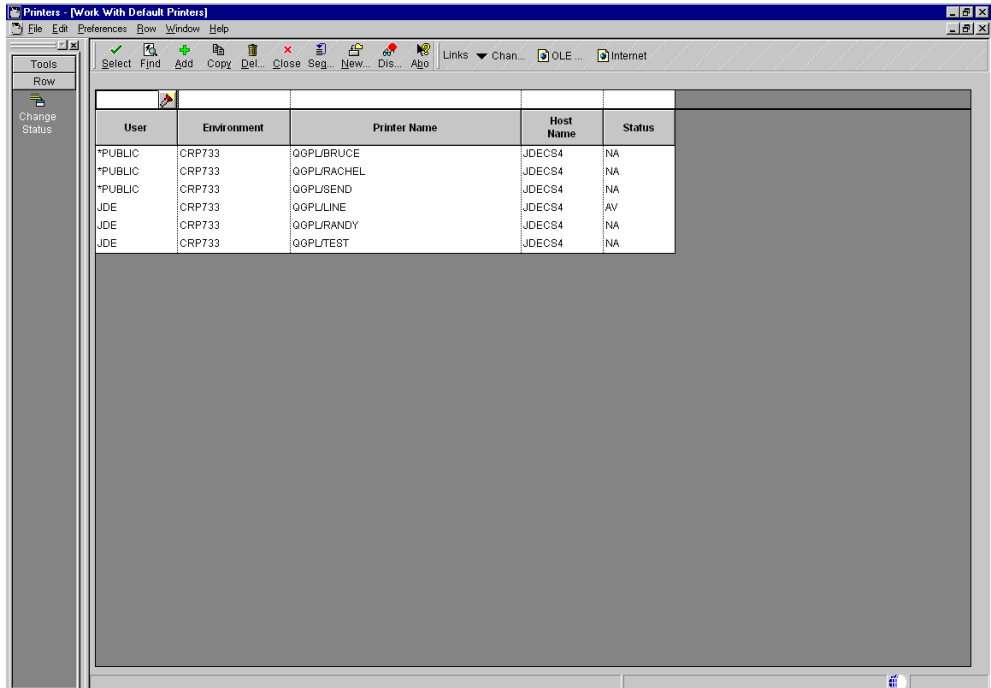 Printers - [Work With Default Printers]
File Edit Preferences Row Window Help
Select Find Add Copy Del... Close Seq... New... Dis... Abo Links Chan... OLE ... Internet
Tools
Row
Change
Status
User Environment Printer Name Host Name Status
*PUBLIC CRP733 QGPL/BRUCE JDECS4 NA
*PUBLIC CRP733 QGPL/RACHEL JDECS4 NA
*PUBLIC CRP733 QGPL/SEND JDECS4 NA
JDE CRP733 QGPL/LINE JDECS4 AV
JDE CRP733 QGPL/RANDY JDECS4 NA
JDE CRP733 QGPL/TEST JDECS4 NA